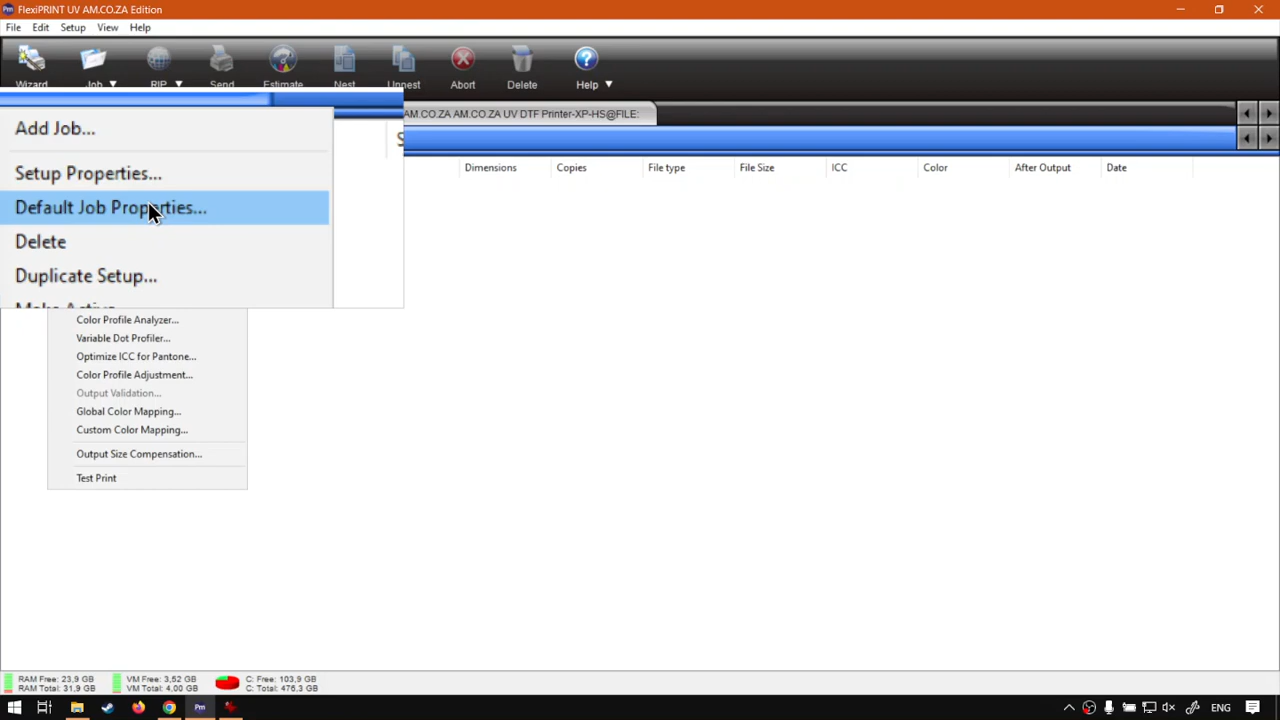 Pm FlexiPRINT UV AM.CO.ZA Edition
File Edit Setup View Help
Wizard Job RIP Send Estimate Nest Unnest Abort Delete Help
AM.CO.ZA AM.CO.ZA UV DTF Printer-XP-HS@FILE:
Dimensions Copies File type File Size ICC Color After Output Date
Add Job...
Setup Properties...
Default Job Properties...
Delete
Duplicate Setup...
Make Active
Color Profile Analyzer...
Variable Dot Profiler...
Optimize ICC for Pantone...
Color Profile Adjustment...
Output Validation...
Global Color Mapping...
Custom Color Mapping...
Output Size Compensation...
Test Print
RAM Free: 23,9 GB VM Free: 3,52 GB C: Free: 103,9 GB
RAM Total: 31,9 GB VM Total: 4,00 GB C: Total: 476,3 GB
Pm ENG